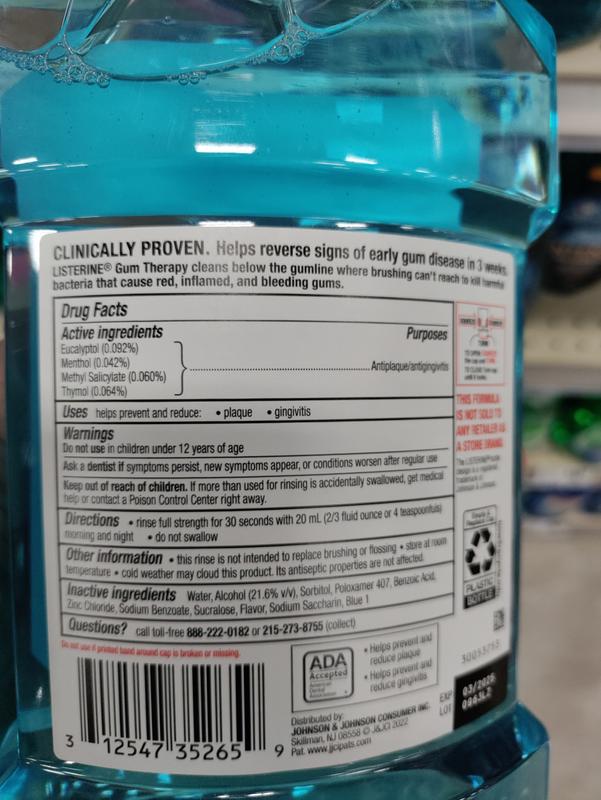 CLINICALLY PROVEN. Helps reverse signs of early gum disease in 3 weeks.
LISTERINE® Gum Therapy cleans below the gumline where brushing can't reach to kill harmful
bacteria that cause red, inflamed, and bleeding gums.
Drug Facts
Active ingredients Purposes
Eucalyptol (0.092%)
Menthol (0.042%)
Methyl Salicylate (0.060%)
Thymol (0.064%)
Antiplaque/antigingivitis
Uses helps prevent and reduce: • plaque • gingivitis
Warnings
Do not use in children under 12 years of age
Ask a dentist if symptoms persist, new symptoms appear, or conditions worsen after regular use
Keep out of reach of children. If more than used for rinsing is accidentally swallowed, get medical
help or contact a Poison Control Center right away.
Directions • rinse full strength for 30 seconds with 20 mL (2/3 fluid ounce or 4 teaspoonfuls)
morning and night • do not swallow
Other information • this rinse is not intended to replace brushing or flossing • store at room
temperature • cold weather may cloud this product. Its antiseptic properties are not affected.
Inactive ingredients Water, Alcohol (21.6% v/v), Sorbitol, Poloxamer 407, Benzoic Acid,
Zinc Chloride, Sodium Benzoate, Sucralose, Flavor, Sodium Saccharin, Blue 1
Questions? call toll-free 888-222-0182 or 215-273-8755 (collect)
Do not use if printed band around cap is broken or missing.
3 12547 35265 9
ADA
Accepted
American
Dental
Association
• Helps prevent and
reduce plaque
• Helps prevent and
reduce gingivitis
Distributed by:
JOHNSON & JOHNSON CONSUMER INC.
Skillman, NJ 08558 © J&JCI 2022
Pat. www.jjcipats.com
TURN
TO OPEN
TO CLOSE
THIS FORMULA
IS NOT SOLD TO
ANY RETAILER AS
A STORE BRAND.
PLASTIC
BOTTLE
30053755
EXP 03/2025
LOT